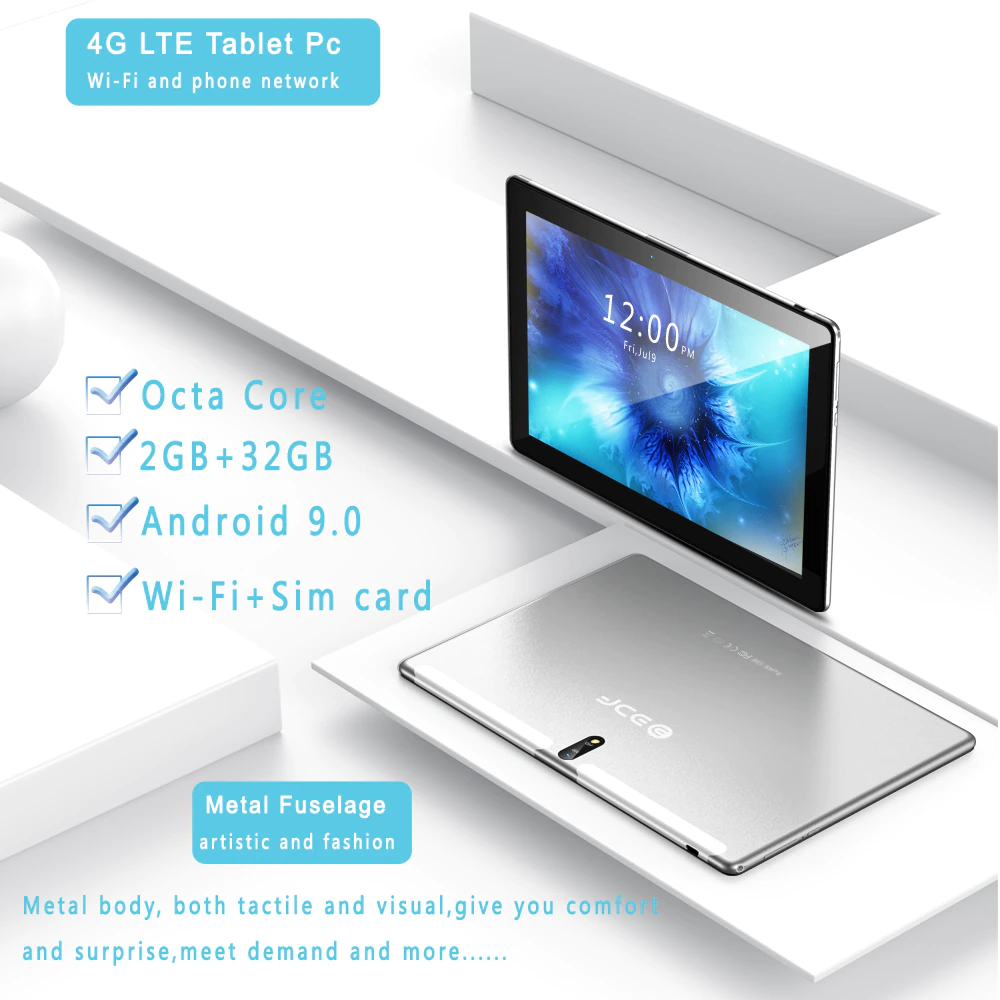 4G LTE Tablet Pc
Wi-Fi and phone network
12:00 PM
Fri,Jul9
Octa Core
2GB+32GB
Android 9.0
Wi-Fi+Sim card
Metal Fuselage
artistic and fashion
Metal body, both tactile and visual,give you comfort
and surprise,meet demand and more......